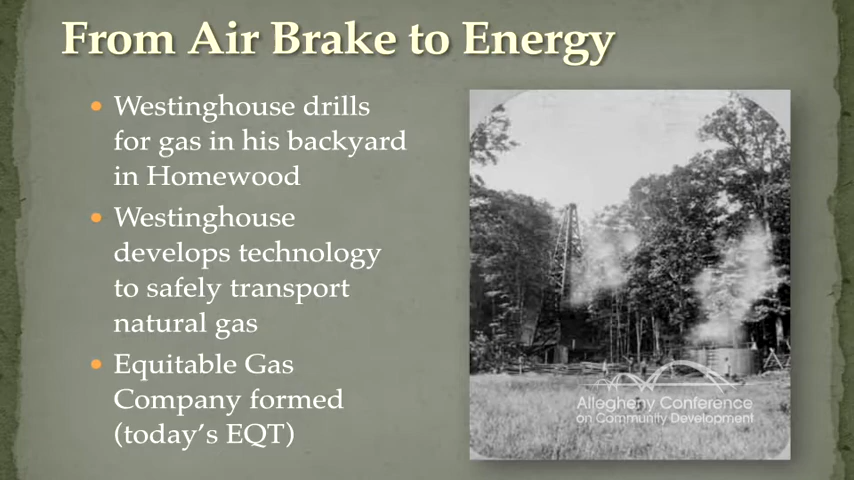 From Air Brake to Energy
• Westinghouse drills
for gas in his backyard
in Homewood
• Westinghouse
develops technology
to safely transport
natural gas
• Equitable Gas
Company formed
(today's EQT)
Allegheny Conference
on Community Development